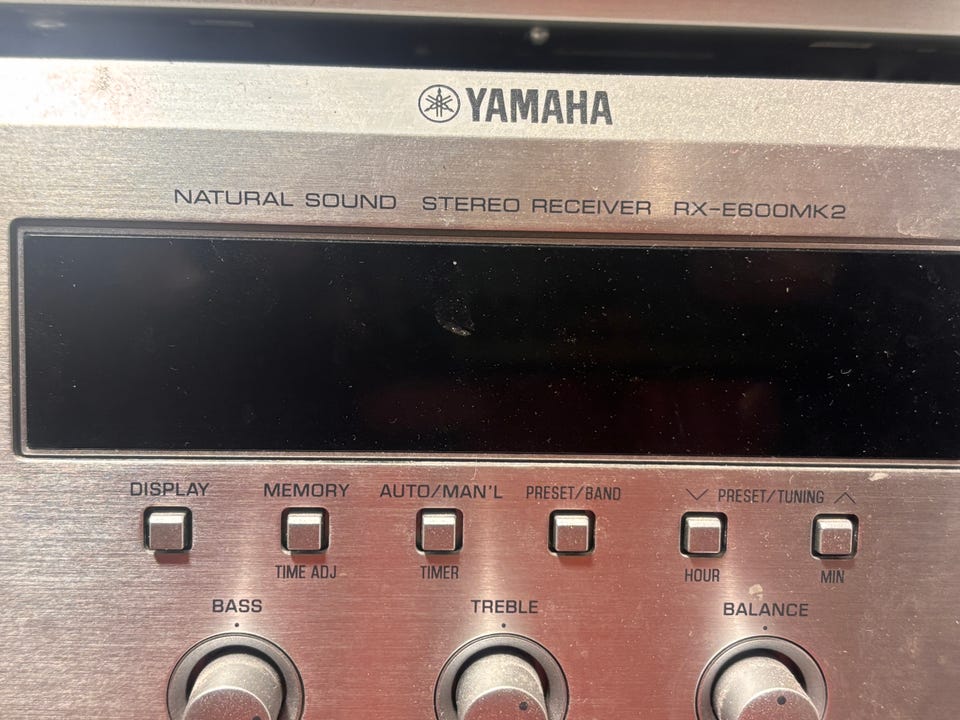 YAMAHA
NATURAL SOUND STEREO RECEIVER RX-E600MK2
DISPLAY MEMORY AUTO/MAN'L PRESET/BAND PRESET/TUNING
TIME ADJ TIMER HOUR MIN
BASS TREBLE BALANCE